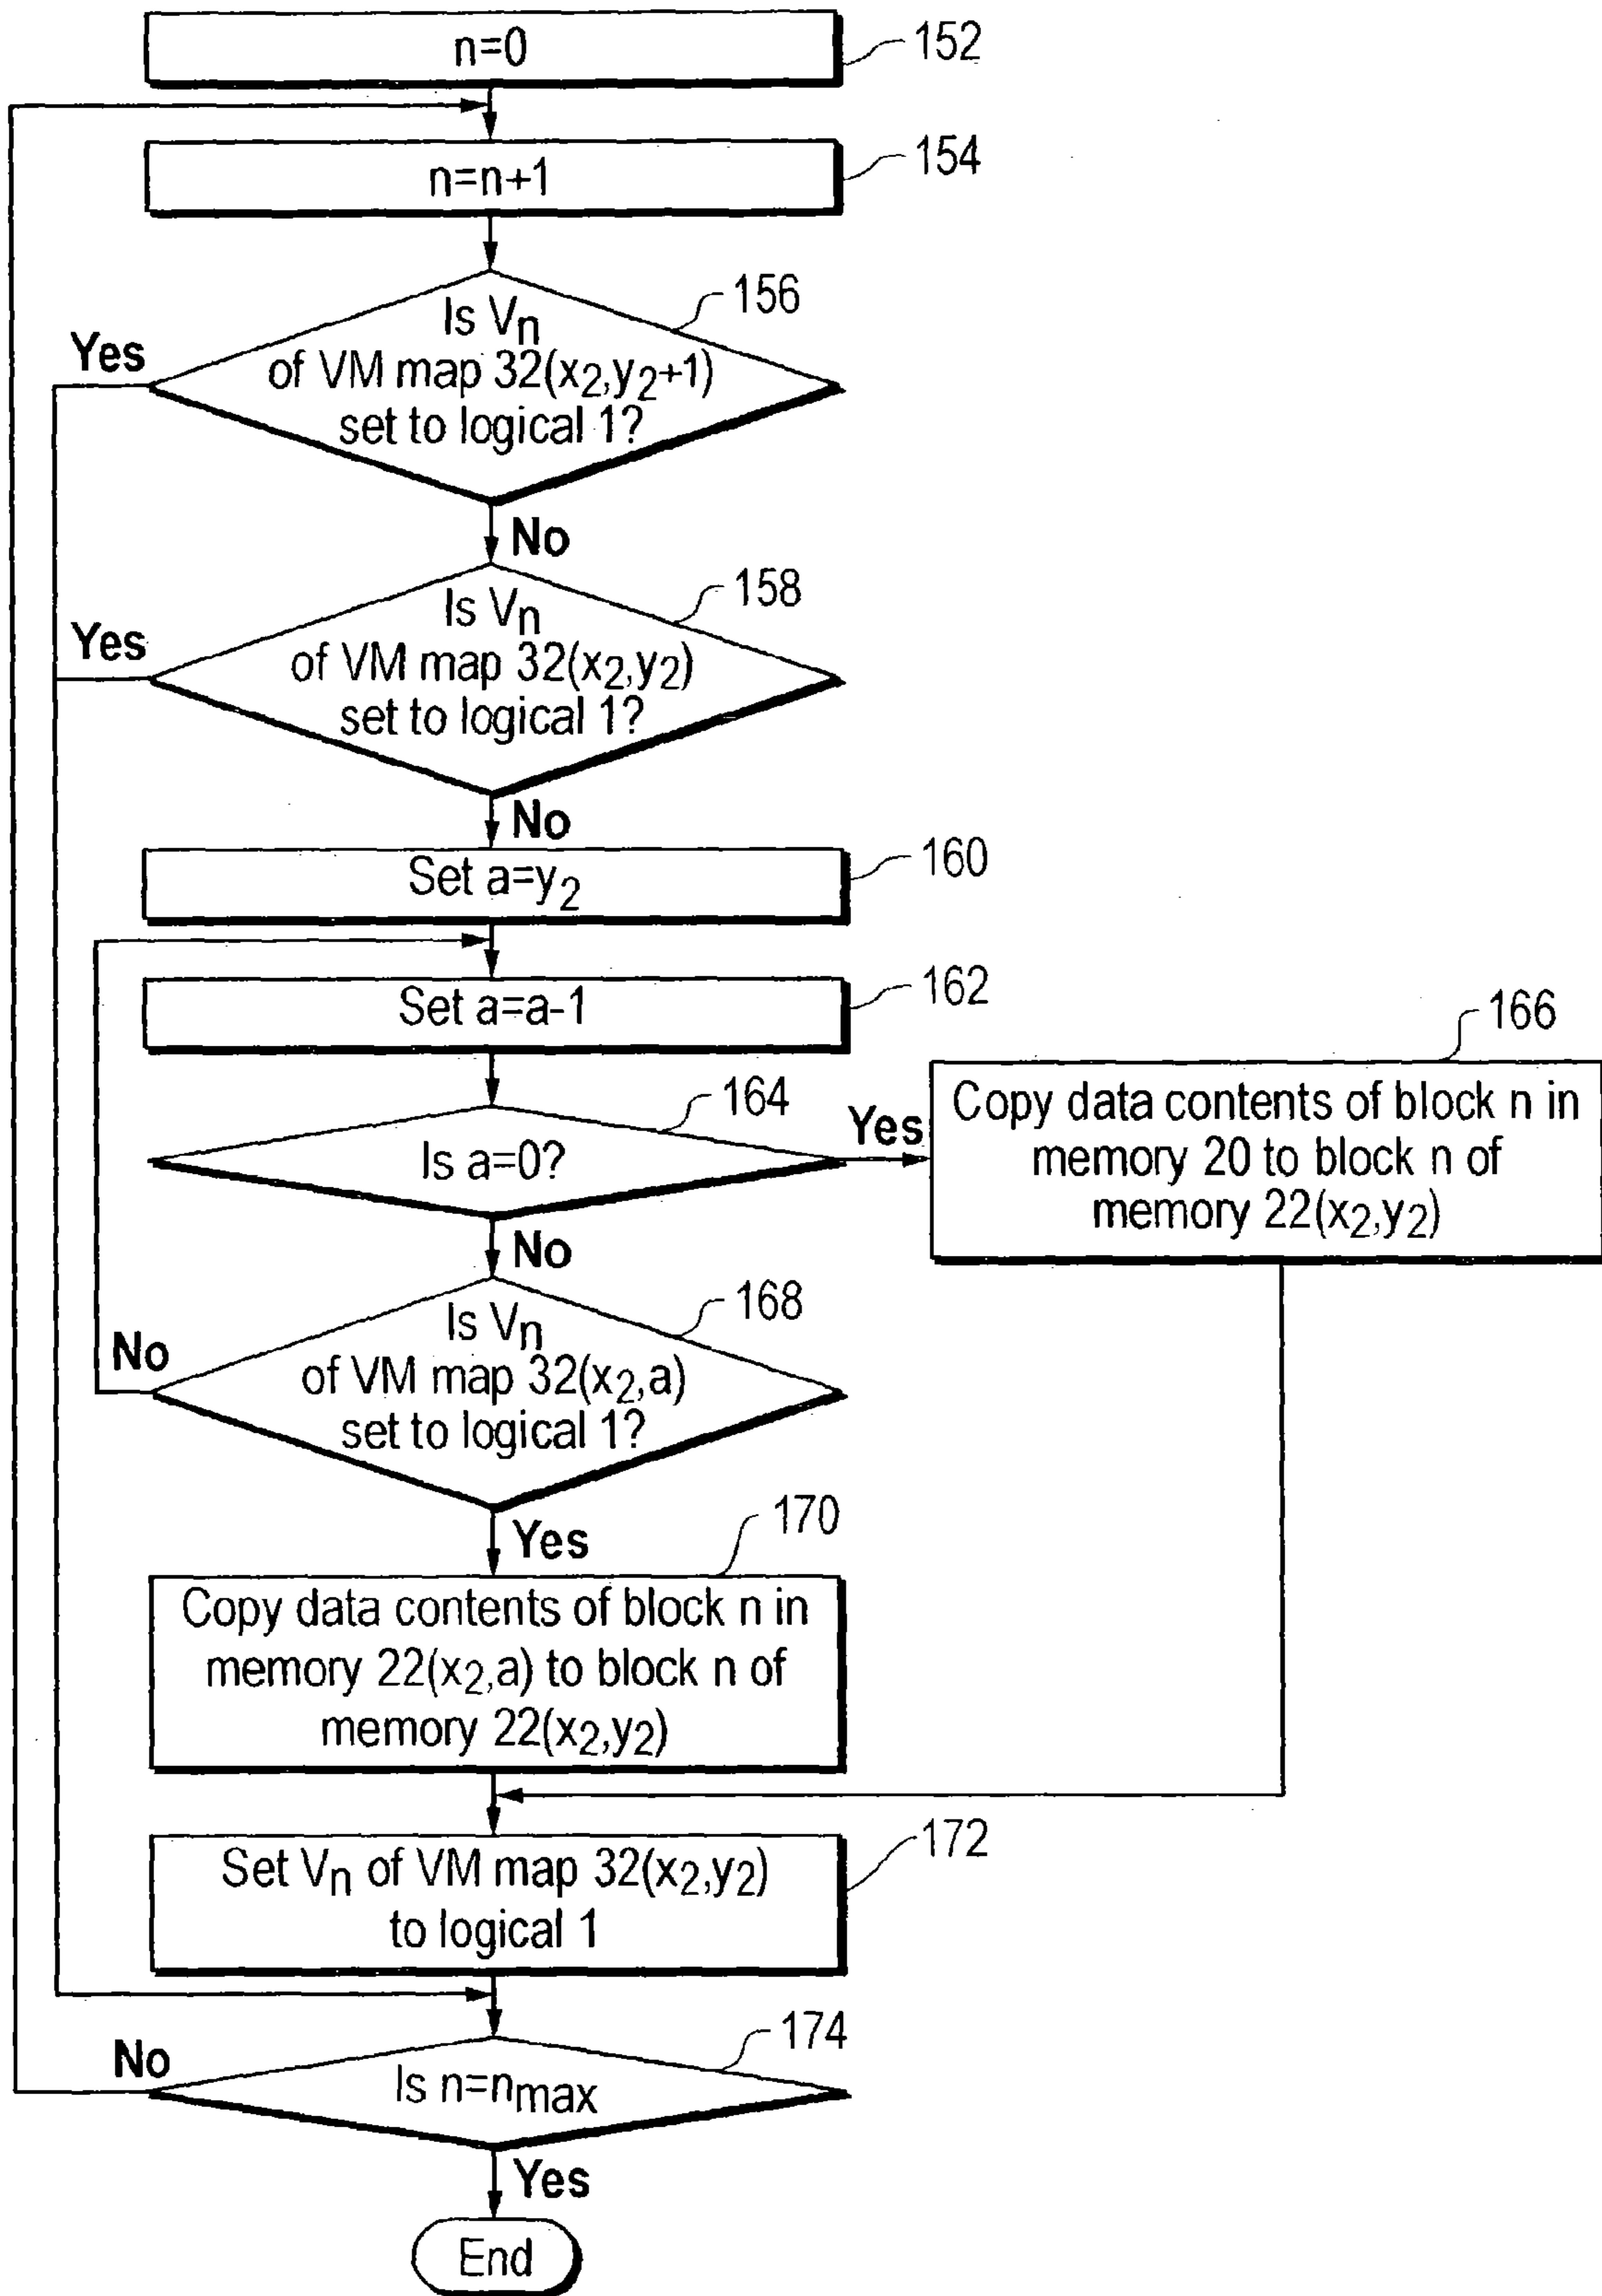 n=0
152
n=n+1
154
156
Is Vn
of VM map 32(x2,y2+1)
set to logical 1?
Yes
No
158
Is Vn
of VM map 32(x2,y2)
set to logical 1?
Yes
No
Set a=y2
160
Set a=a-1
162
164
Is a=0?
Yes
166
Copy data contents of block n in
memory 20 to block n of
memory 22(x2,y2)
No
168
Is Vn
of VM map 32(x2,a)
set to logical 1?
No
Yes
170
Copy data contents of block n in
memory 22(x2,a) to block n of
memory 22(x2,y2)
172
Set Vn of VM map 32(x2,y2)
to logical 1
174
No
Is n=nmax
Yes
End